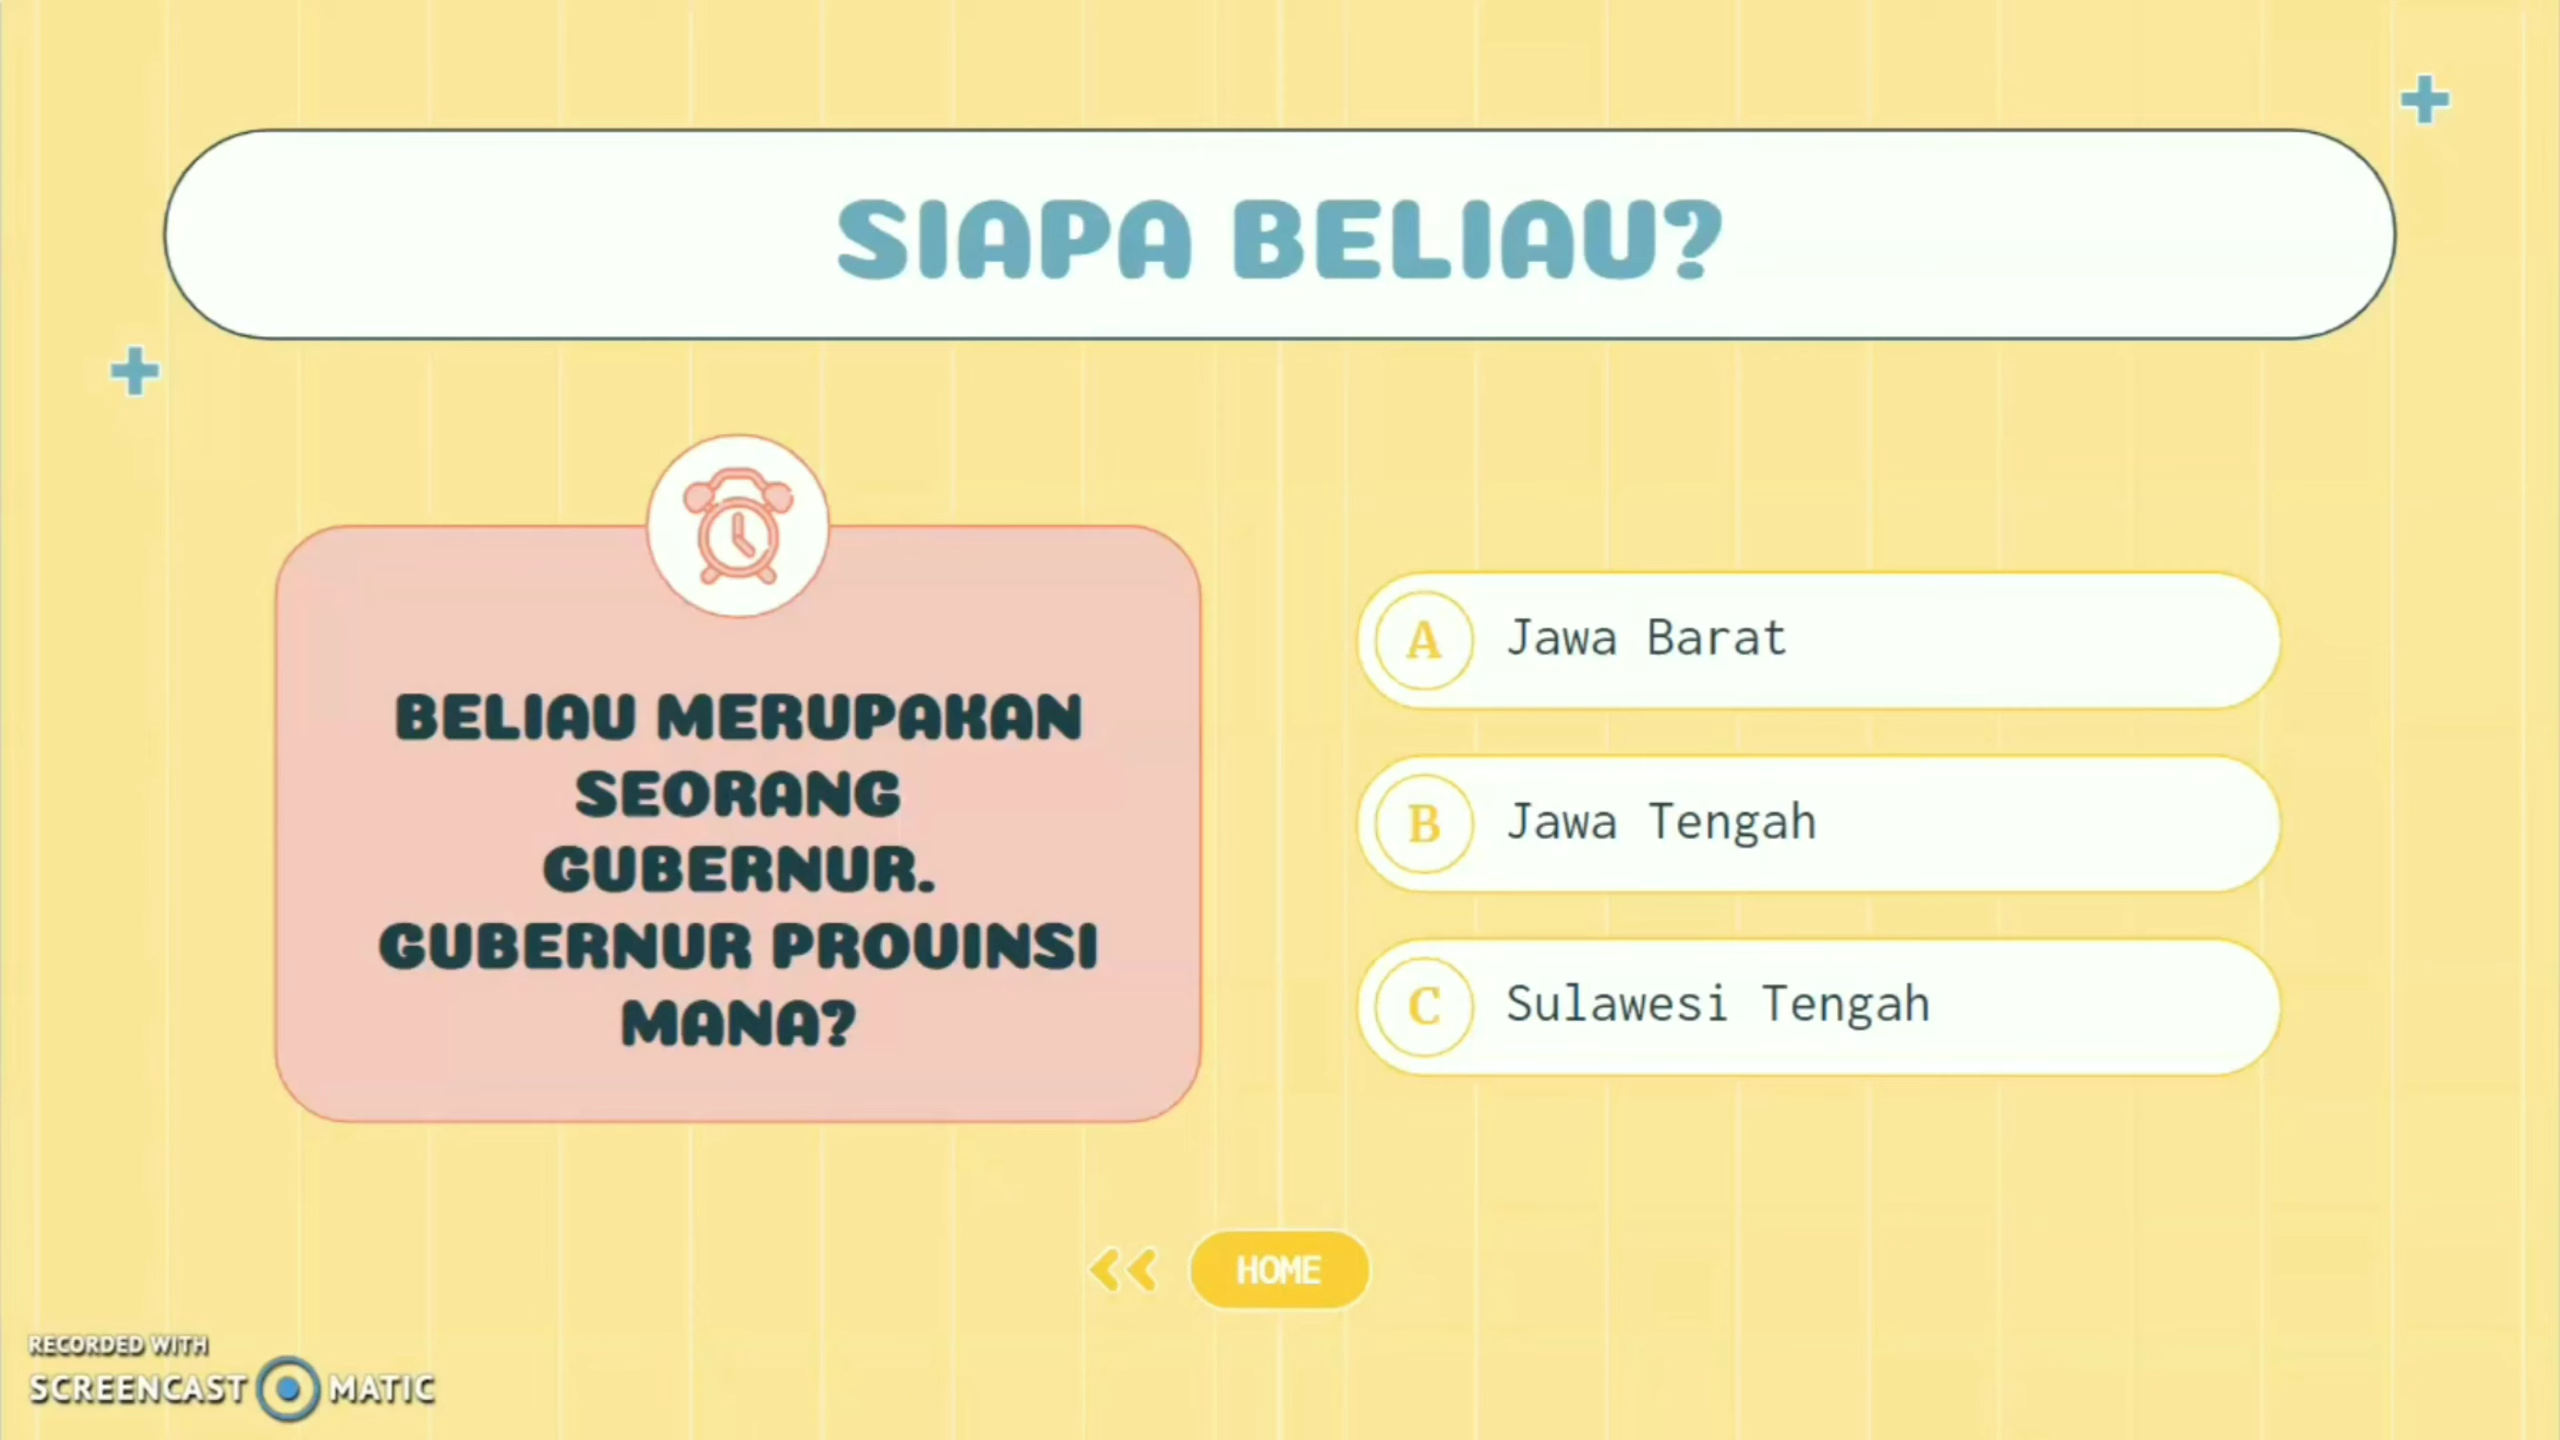 SIAPA BELIAU?
BELIAU MERUPAKAN
SEORANG
GUBERNUR.
GUBERNUR PROVINSI
MANA?
A Jawa Barat
B Jawa Tengah
C Sulawesi Tengah
<< HOME
RECORDED WITH
SCREENCAST MATIC